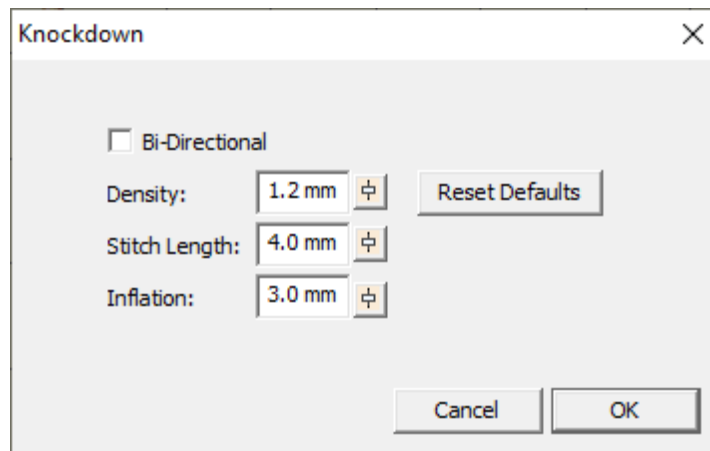 Knockdown
Bi-Directional
Density: 1.2 mm Reset Defaults
Stitch Length: 4.0 mm
Inflation: 3.0 mm
Cancel OK